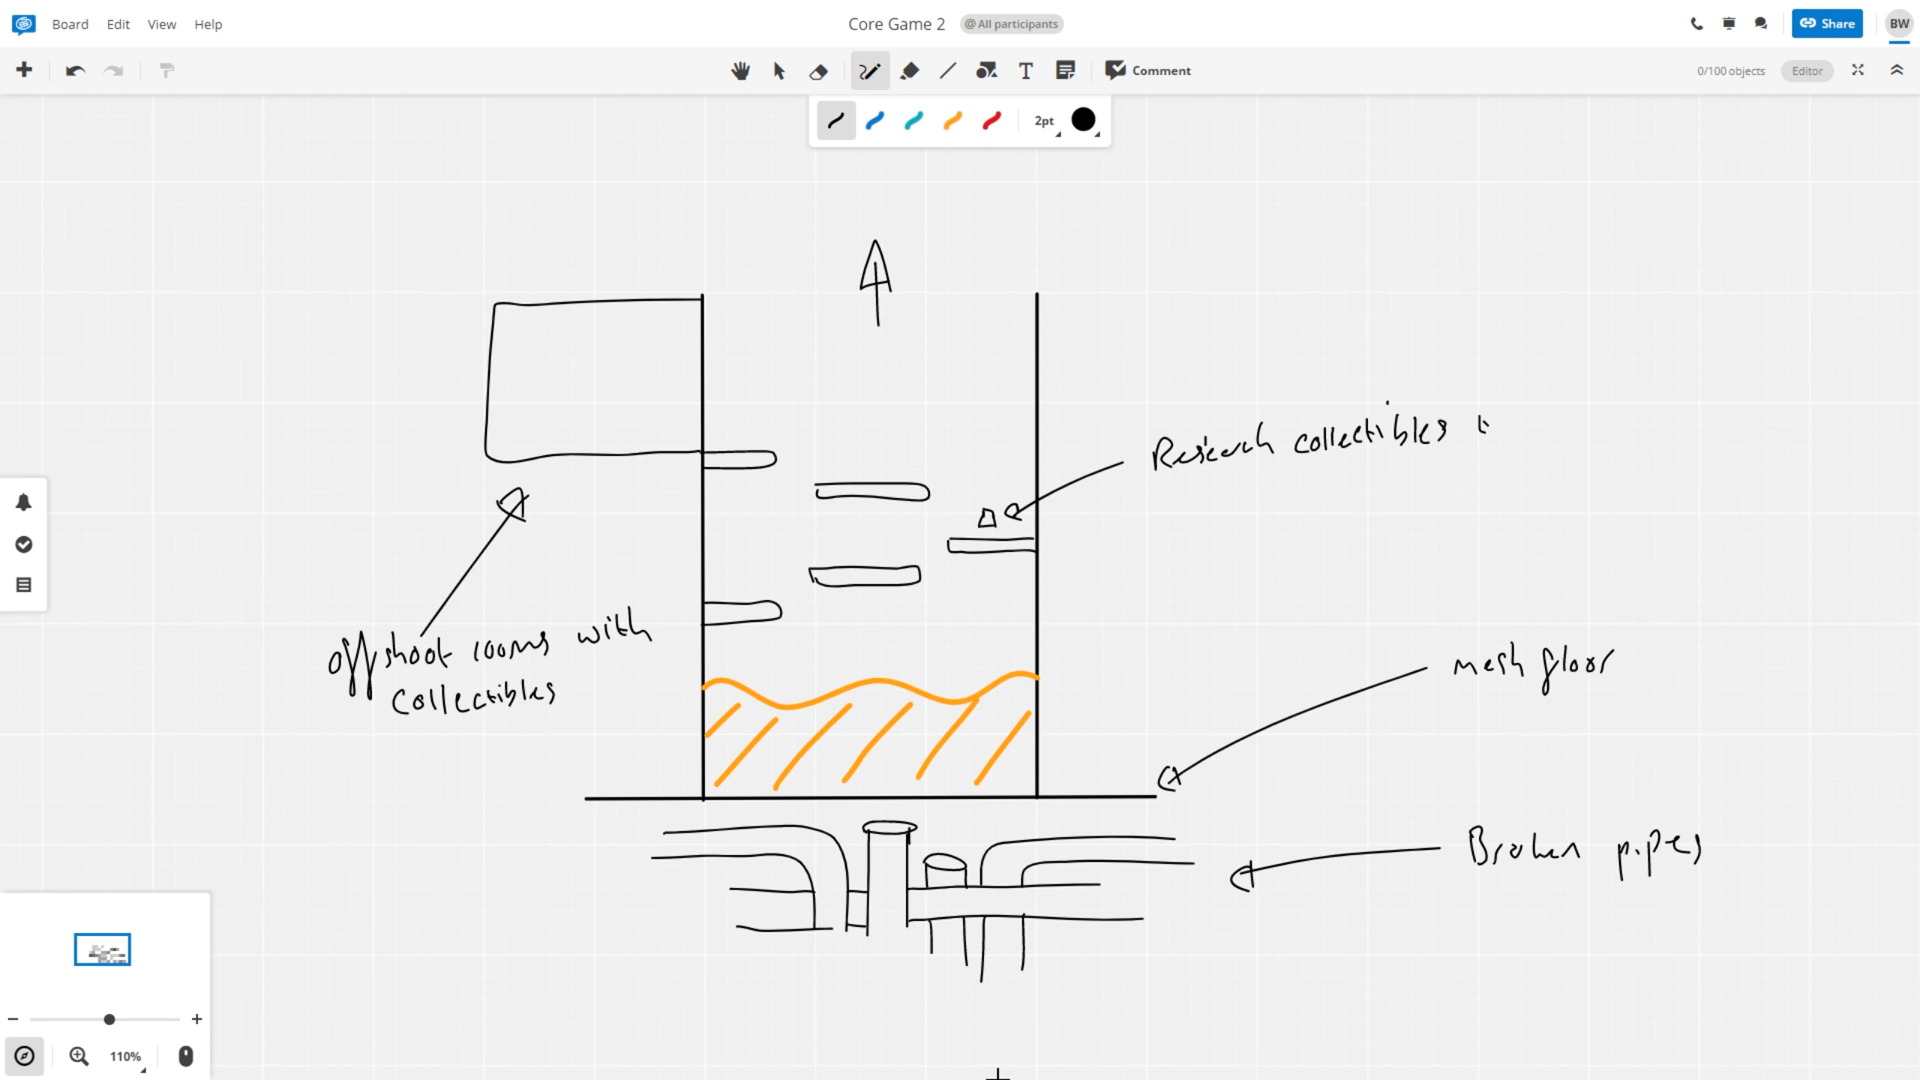 Board Edit View Help
Core Game 2 @ All participants
Share BW
Comment
0/100 objects Editor
2pt
Research collectibles
offshoot rooms with
collectibles
mesh floor
Broken pipes
110%